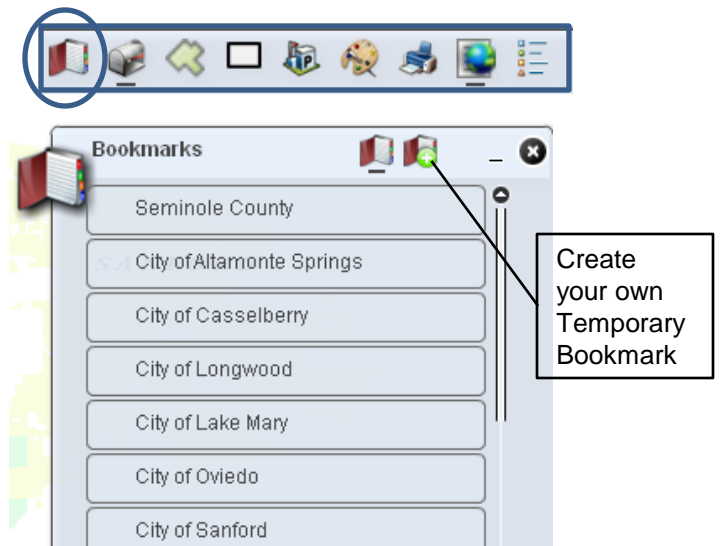 Bookmarks
Seminole County
City of Altamonte Springs
City of Casselberry
City of Longwood
City of Lake Mary
City of Oviedo
City of Sanford
Create
your own
Temporary
Bookmark